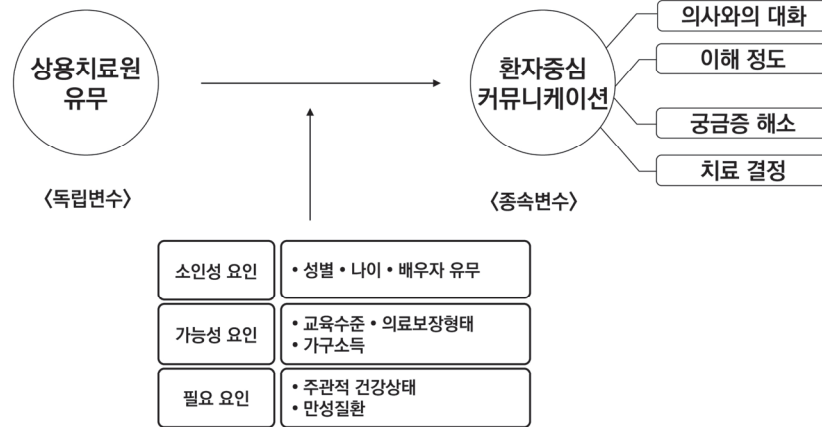 상용치료원
유무
〈독립변수〉
환자중심
커뮤니케이션
〈종속변수〉
의사와의 대화
이해 정도
궁금증 해소
치료 결정
소인성 요인
• 성별 • 나이 • 배우자 유무
가능성 요인
• 교육수준 • 의료보장형태
• 가구소득
필요 요인
• 주관적 건강상태
• 만성질환